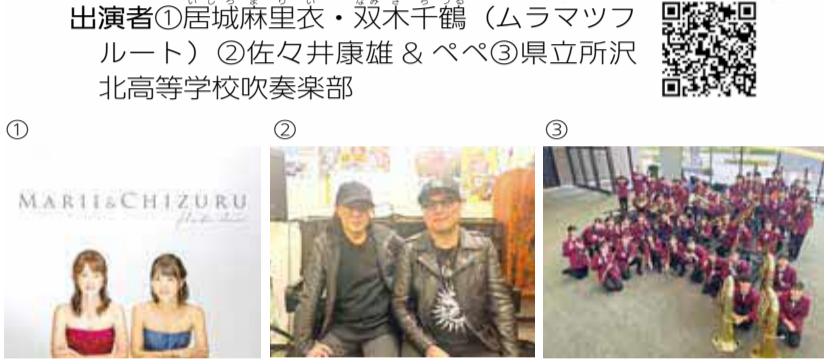 出演者①居城麻里衣・双木千鶴（ムラマツフ
ルート）②佐々井康雄 & ペペ③県立所沢
北高等学校吹奏楽部
① ② ③
MARII&CHIZURU